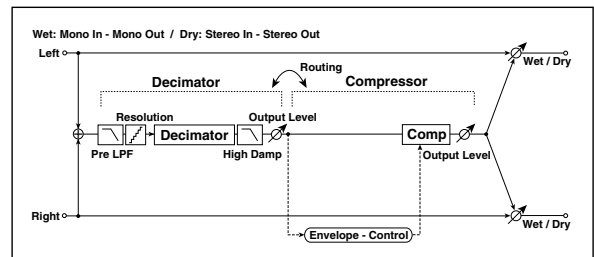 Wet: Mono In - Mono Out / Dry: Stereo In - Stereo Out
Left
Wet / Dry
Routing
Decimator
Compressor
Resolution
Output Level
Decimator
Comp
Pre LPF
High Damp
Output Level
Right
Wet / Dry
Envelope - Control